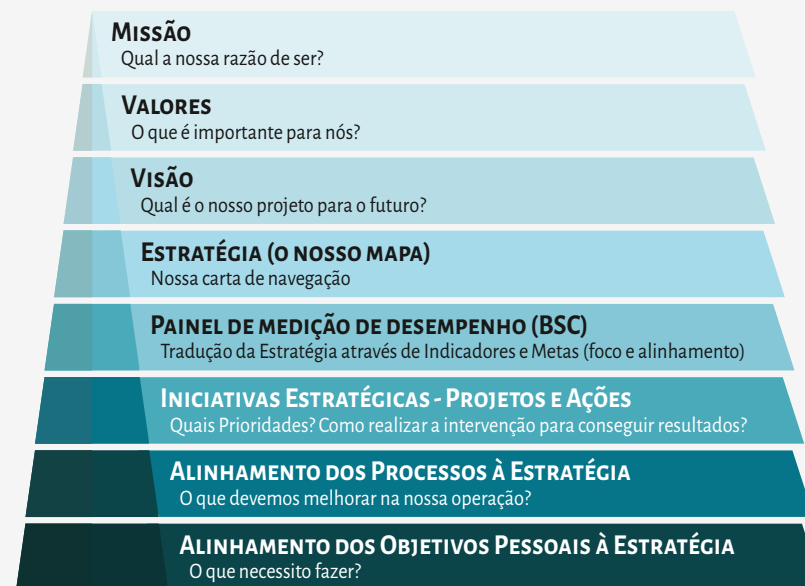 Missão
Qual a nossa razão de ser?
Valores
O que é importante para nós?
Visão
Qual é o nosso projeto para o futuro?
Estratégia (o nosso mapa)
Nossa carta de navegação
Painel de medição de desempenho (BSC)
Tradução da Estratégia através de Indicadores e Metas (foco e alinhamento)
Iniciativas Estratégicas - Projetos e Ações
Quais Prioridades? Como realizar a intervenção para conseguir resultados?
Alinhamento dos Processos à Estratégia
O que devemos melhorar na nossa operação?
Alinhamento dos Objetivos Pessoais à Estratégia
O que necessito fazer?